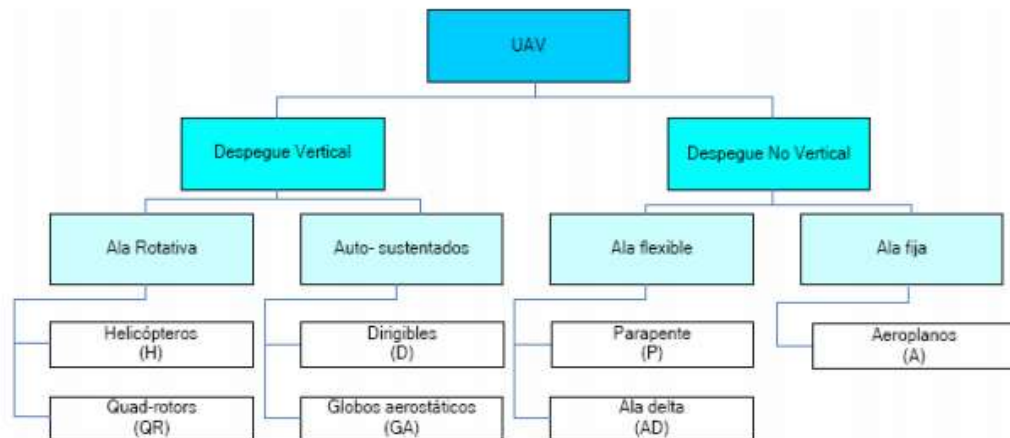 UAV
Despegue Vertical
Despegue No Vertical
Ala Rotativa
Auto- sustentados
Ala flexible
Ala fija
Helicópteros
(H)
Dirigibles
(D)
Parapente
(P)
Aeroplanos
(A)
Quad-rotors
(QR)
Globos aerostáticos
(GA)
Ala delta
(AD)